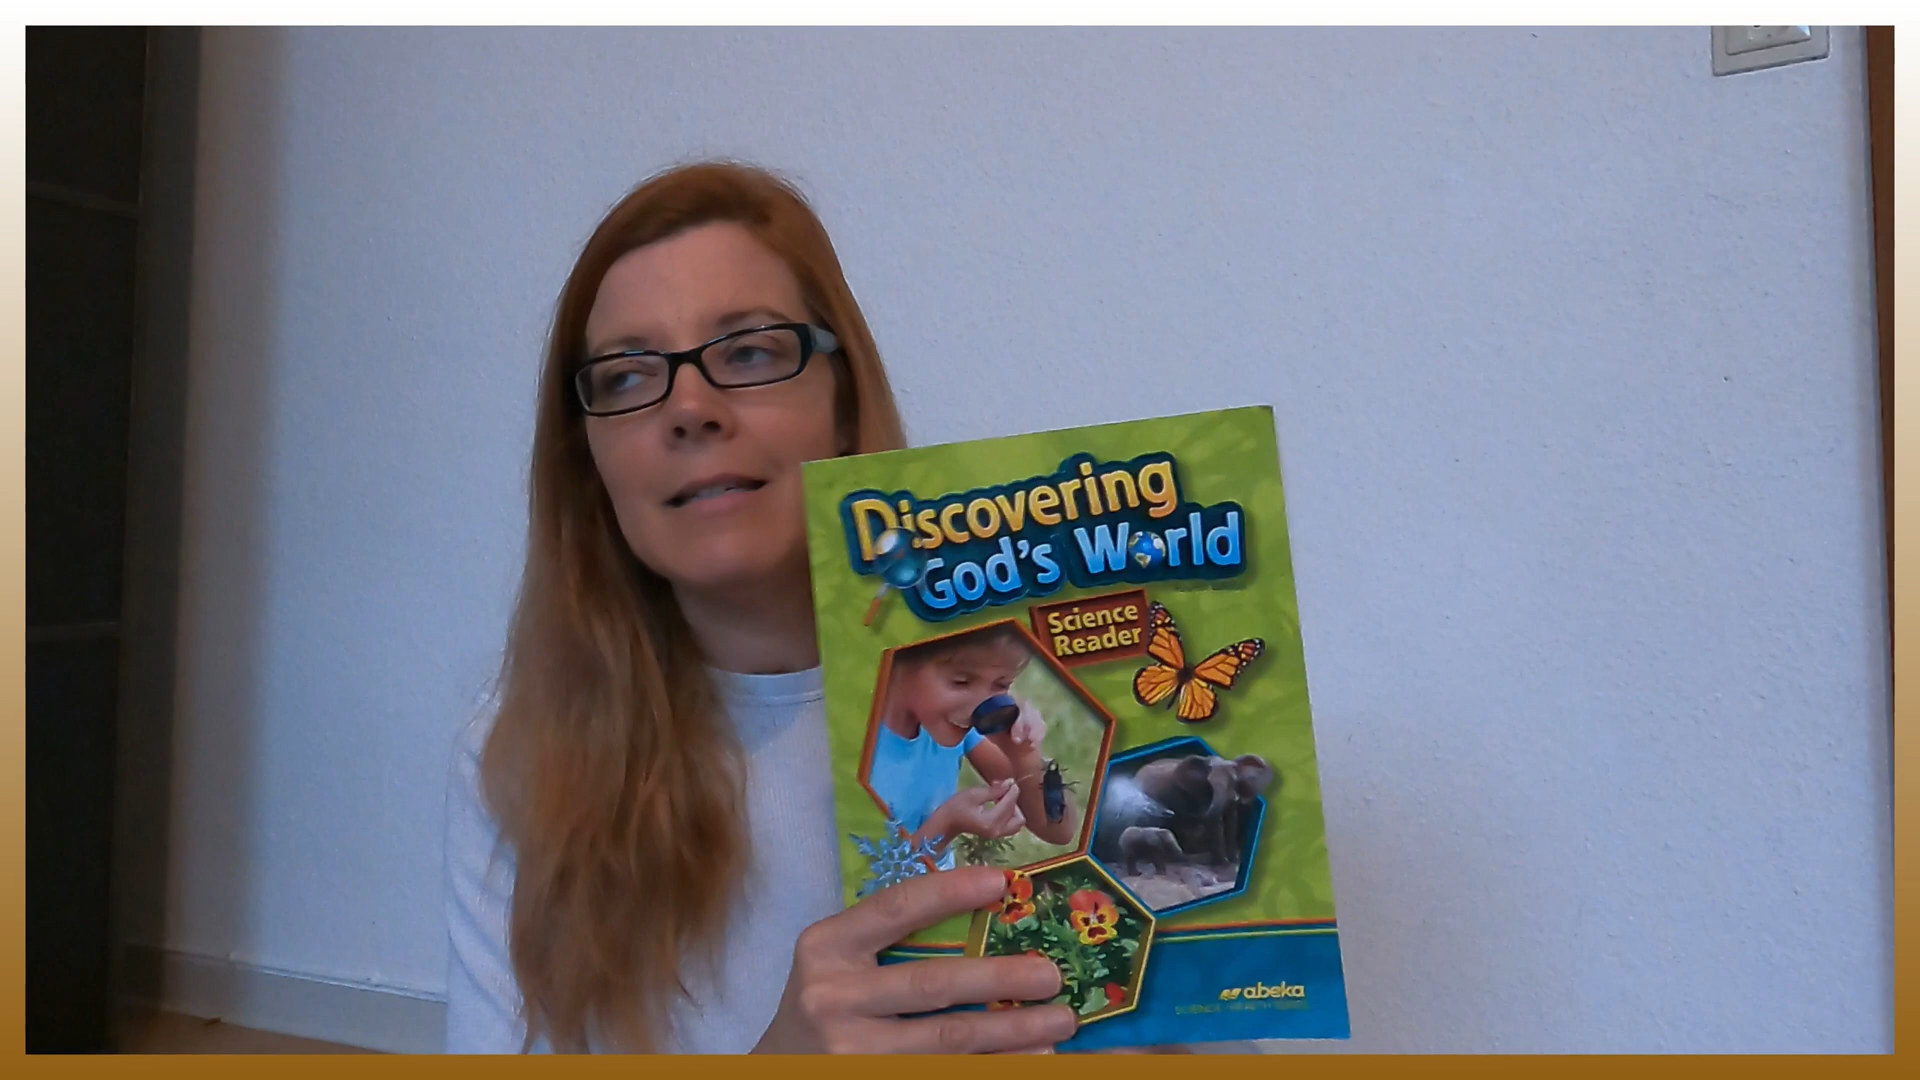 Discovering
God's World
Science
Reader
abeka